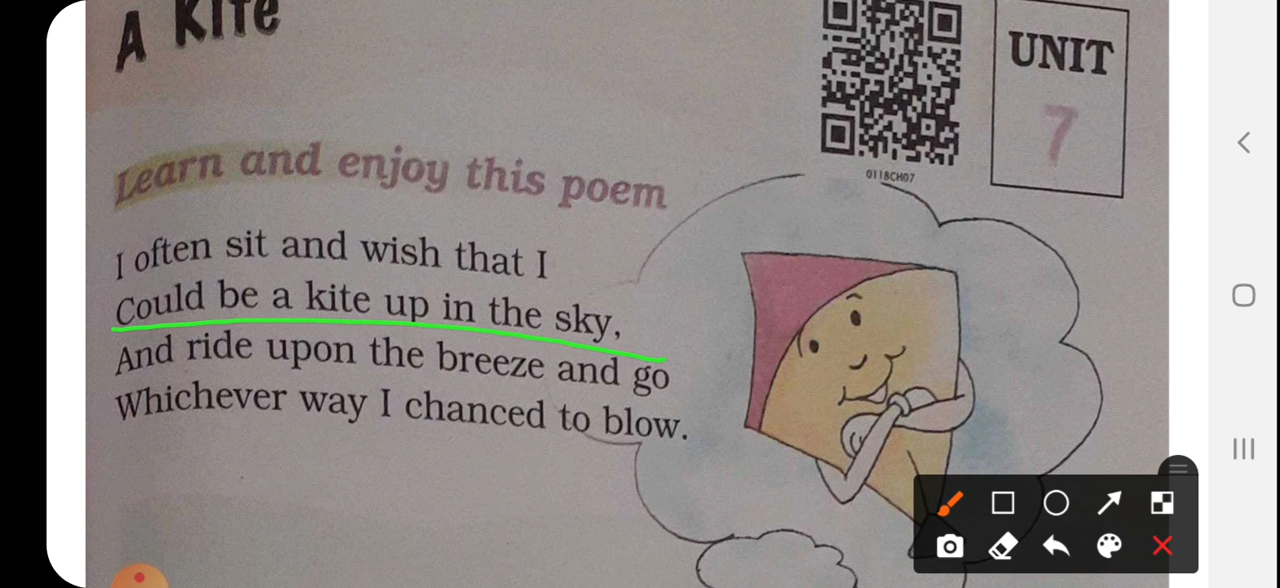 A Kite
UNIT
7
0118CH07
Learn and enjoy this poem
I often sit and wish that I
Could be a kite up in the sky,
And ride upon the breeze and go
Whichever way I chanced to blow.